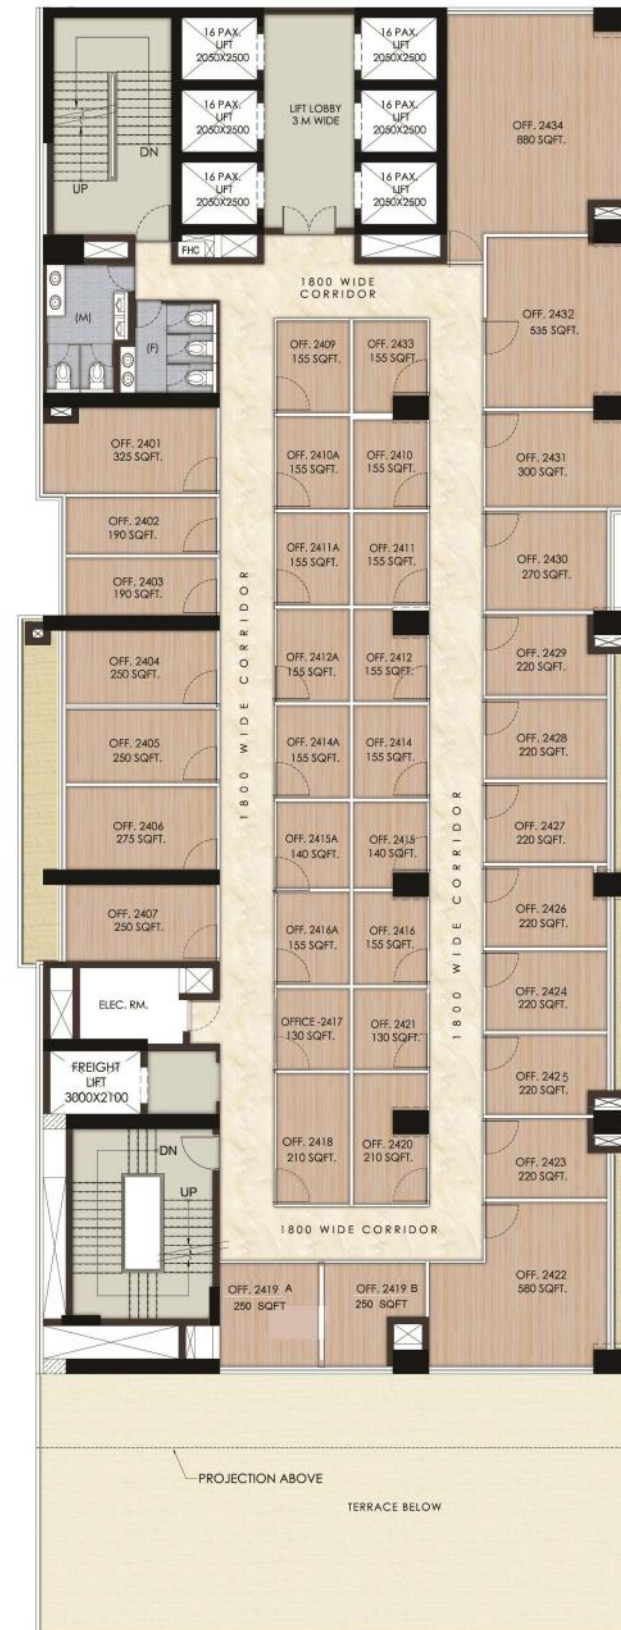 16 PAX.
LIFT
2050X2500
16 PAX.
LIFT
2050X2500
16 PAX.
LIFT
2050X2500
LIFT LOBBY
3 M WIDE
16 PAX.
LIFT
2050X2500
16 PAX.
LIFT
2050X2500
16 PAX.
LIFT
2050X2500
DN
UP
FHC
OFF. 2434
880 SQFT.
1800 WIDE
CORRIDOR
(M)
(F)
OFF. 2432
535 SQFT.
OFF. 2409
155 SQFT.
OFF. 2433
155 SQFT.
OFF. 2401
325 SQFT.
OFF. 2410A
155 SQFT.
OFF. 2410
155 SQFT.
OFF. 2431
300 SQFT.
OFF. 2402
190 SQFT.
OFF. 2411A
155 SQFT.
OFF. 2411
155 SQFT.
OFF. 2430
270 SQFT.
OFF. 2403
190 SQFT.
1800 WIDE CORRIDOR
OFF. 2404
250 SQFT.
OFF. 2412A
155 SQFT.
OFF. 2412
155 SQFT.
OFF. 2429
220 SQFT.
OFF. 2405
250 SQFT.
OFF. 2414A
155 SQFT.
OFF. 2414
155 SQFT.
OFF. 2428
220 SQFT.
OFF. 2406
275 SQFT.
OFF. 2415A
140 SQFT.
OFF. 2415
140 SQFT.
OFF. 2427
220 SQFT.
1800 WIDE CORRIDOR
OFF. 2407
250 SQFT.
OFF. 2416A
155 SQFT.
OFF. 2416
155 SQFT.
OFF. 2426
220 SQFT.
ELEC. RM.
OFFICE -2417
130 SQFT.
OFF. 2421
130 SQFT.
OFF. 2424
220 SQFT.
FREIGHT
LIFT
3000X2100
OFF. 2425
220 SQFT.
DN
UP
OFF. 2418
210 SQFT.
OFF. 2420
210 SQFT.
OFF. 2423
220 SQFT.
1800 WIDE CORRIDOR
OFF. 2419 A
250 SQFT
OFF. 2419 B
250 SQFT
OFF. 2422
580 SQFT.
PROJECTION ABOVE
TERRACE BELOW